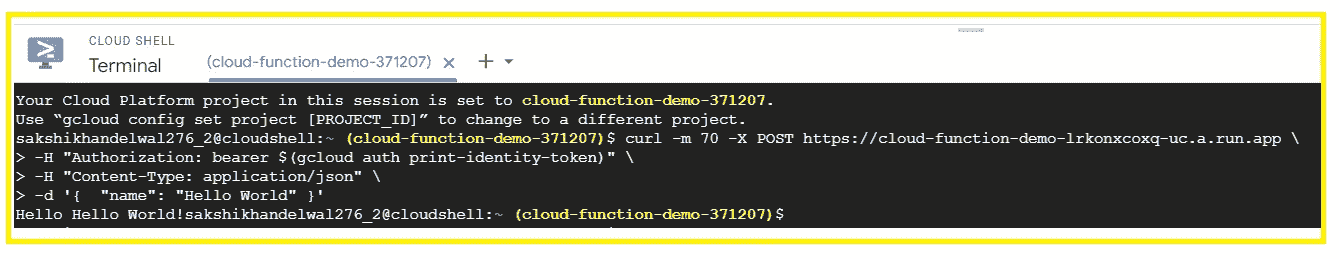 CLOUD SHELL
Terminal
(cloud-function-demo-371207) × + ▾
Your Cloud Platform project in this session is set to cloud-function-demo-371207.
Use “gcloud config set project [PROJECT_ID]” to change to a different project.
sakshikhandelwal276_2@cloudshell:~ (cloud-function-demo-371207)$ curl -m 70 -X POST https://cloud-function-demo-lrkonxcoxq-uc.a.run.app \
> -H "Authorization: bearer $(gcloud auth print-identity-token)" \
> -H "Content-Type: application/json" \
> -d '{  "name": "Hello World" }'
Hello Hello World!sakshikhandelwal276_2@cloudshell:~ (cloud-function-demo-371207)$